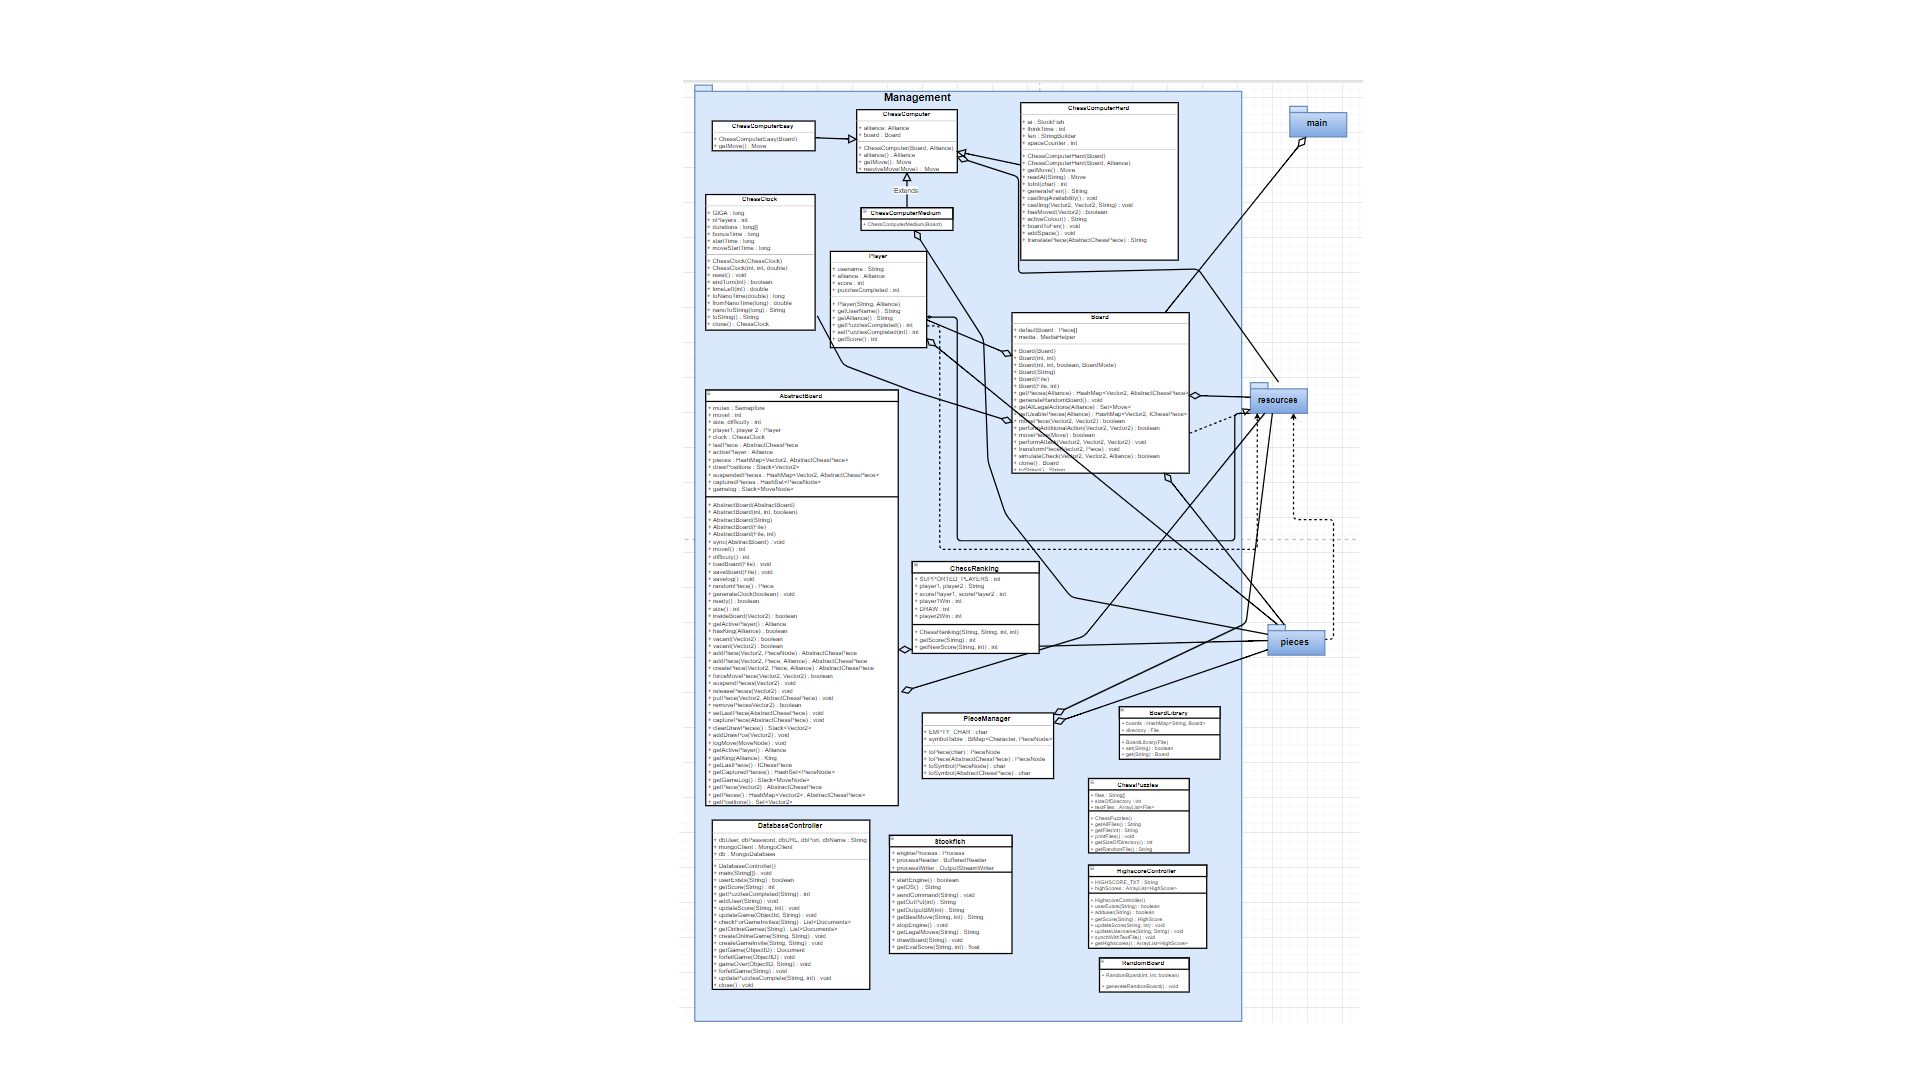 Management
ChessComputerEasy
+ ChessComputerEasy(Board)
+ getMove() : Move
ChessComputer
+ alliance: Alliance
+ board : Board
+ ChessComputer(Board, Alliance)
+ alliance() : Alliance
+ getMove() : Move
+ resolveMove(Move) : Move
Extends
ChessComputerMedium
+ ChessComputerMedium(Board)
ChessComputerHard
+ ai : StockFish
+ thinkTime : int
+ fen : StringBuilder
+ spaceCounter : int
+ ChessComputerHard(Board)
+ ChessComputerHard(Board, Alliance)
+ getMove() : Move
+ readAI(String) : Move
+ toInt(char) : int
+ generateFen() : String
+ castlingAvailability() : void
+ castling(Vector2, Vector2, String) : void
+ hasMoved(Vector2) : boolean
+ activeColour() : String
+ boardToFen() : void
+ addSpace() : void
+ translatePiece(AbstractChessPiece) : String
main
ChessClock
+ GIGA : long
+ nPlayers : int
+ durations : long[]
+ bonusTime : long
+ startTime : long
+ moveStartTime : long
+ ChessClock(ChessClock)
+ ChessClock(int, int, double)
+ reset() : void
+ endTurn(int) : boolean
+ timeLeft(int) : double
+ toNanoTime(double) : long
+ fromNanoTime(long) : double
+ nanoToString(long) : String
+ toString() : String
+ clone() : ChessClock
Player
+ username : String
+ alliance : Alliance
+ score : int
+ puzzlesCompleted : int
+ Player(String, Alliance)
+ getUserName() : String
+ getAlliance() : String
+ getPuzzlesCompleted() : int
+ setPuzzlesCompleted(int) : int
+ getScore() : int
Board
+ defaultBoard : Piece[]
+ media : MediaHelper
+ Board(Board)
+ Board(int, int)
+ Board(int, int, boolean, BoardMode)
+ Board(String)
+ Board(File)
+ Board(File, int)
+ getPieces(Alliance) : HashMap<Vector2, AbstractChessPiece>
+ generateRandomBoard() : void
+ getAllLegalActions(Alliance) : Set<Move>
+ getUsablePieces(Alliance) : HashMap<Vector2, IChessPiece>
+ movePiece(Vector2, Vector2) : boolean
+ performAdditionalAction(Vector2, Vector2) : boolean
+ movePiece(Move) : boolean
+ performAttack(Vector2, Vector2, Vector2) : void
+ transformPiece(Vector2, Piece) : void
+ simulateCheck(Vector2, Vector2, Alliance) : boolean
+ clone() : Board
+ toString() : String
resources
AbstractBoard
+ mutex : Semaphore
+ moveI : int
+ size, difficulty : int
+ player1, player 2 : Player
+ clock : ChessClock
+ lastPiece : AbstractChessPiece
+ activePlayer : Alliance
+ pieces : HashMap<Vector2, AbstractChessPiece>
+ drawPositions : Stack<Vector2>
+ suspendedPieces : HashMap<Vector2, AbstractChessPiece>
+ capturedPieces : HashSet<PieceNode>
+ gamelog : Stack<MoveNode>
+ AbstractBoard(AbstractBoard)
+ AbstractBoard(int, int, boolean)
+ AbstractBoard(String)
+ AbstractBoard(File)
+ AbstractBoard(File, int)
+ sync(AbstractBoard) : void
+ moveI() : int
+ difficulty() : int
+ loadBoard(File) : void
+ saveBoard(File) : void
+ savelog() : void
+ randomPiece() : Piece
+ generateClock(boolean) : void
+ ready() : boolean
+ size() : int
+ insideBoard(Vector2) : boolean
+ getActivePlayer() : Alliance
+ hasKing(Alliance) : boolean
+ vacant(Vector2) : boolean
+ vacant(Vector2) : boolean
+ addPiece(Vector2, PieceNode) : AbstractChessPiece
+ addPiece(Vector2, Piece, Alliance) : AbstractChessPiece
+ createPiece(Vector2, Piece, Alliance) : AbstractChessPiece
+ forceMovePiece(Vector2, Vector2) : boolean
+ suspendPieces(Vector2) : void
+ releasePieces(Vector2) : void
+ putPiece(Vector2, AbtractChessPiece) : void
+ removePiecesVector2) : boolean
+ setLastPiece(AbstractChessPiece) : void
+ capturePiece(AbstractChessPiece) : void
+ clearDrawPieces() : Stack<Vector2>
+ addDrawPos(Vector2) : void
+ logMove(MoveNode) : void
+ getActivePlayer() : Alliance
+ getKing(Alliance) : King
+ getLastPiece() : IChessPiece
+ getCapturedPieces() : HashSet<PieceNode>
+ getGameLog() : Stack<MoveNode>
+ getPiece(Vector2) : AbstractChessPiece
+ getPieces() : HashMap<Vector2>, AbstractChessPiece>
+ getPositions() : Set<Vector2>
ChessRanking
+ SUPPORTED_PLAYERS : int
+ player1, player2 : String
+ scorePlayer1, scorePlayer2 : int
+ player1Win : int
+ DRAW : int
+ player2Win : int
+ ChessRanking(String, String, int, int)
+ getScore(String) : int
+ getNewScore(String, int) : int
pieces
PieceManager
+ EMPTY_CHAR : char
+ symbolTable : BiMap<Character, PieceNode>
+ toPiece(char) : PieceNode
+ toPiece(AbstracdChessPiece) : PieceNode
+ toSymbol(PieceNode) : char
+ toSymbol(AbstractChessPiece) : char
BoardLibrary
+ boards : HashMap<String, Board>
+ directory : File
+ BoardLibrary(File)
+ set(String) : boolean
+ get(String) : Board
ChessPuzzles
+ files : String[]
+ sizeOfDirectory : int
+ textFiles : ArrayList<File>
+ ChessPuzzles()
+ getAllFiles() : String
+ getFile(int) : String
+ printFiles() : void
+ getSizeOfDirectory() : int
+ getRandomFile() : String
DatabaseController
+ dbUser, dbPassword, dbURL, dbPort, dbName : String
+ mongoClient : MongoClient
+ db : MongoDatabase
+ DatabaseController()
+ main(String[]) : void
+ userExists(String) : boolean
+ getScore(String) : int
+ getPuzzlesCompleted(String) : int
+ addUser(String) : void
+ updateScore(String, int) : void
+ updateGame(ObjectId, String) : void
+ checkForGameInvites(String) : List<Documents>
+ getOnlineGames(String) : List<Documents>
+ createOnlineGame(String, String) : void
+ createGameInvite(String, String) : void
+ getGame(ObjectID) : Document
+ forfeitGame(ObjectID) : void
+ gameOver(ObjectID, String) : void
+ forfeitGame(String) : void
+ updatePuzzlesComplete(String, int) : void
+ close() : void
Stockfish
+ engineProcess : Process
+ processReader : BufferedReader
+ processWriter : OutputStreamWriter
+ startEngine() : boolean
+ getOS() : String
+ sendCommand(String) : void
+ getOutPut(int) : String
+ getOutputBM(int) : String
+ getBestMove(String, int) : String
+ stopEngine() : void
+ getLegalMoves(String) : String
+ drawBoard(String) : void
+ getEvalScore(String, int) : float
HighscoreController
+ HIGHSCORE_TXT : String
+ highScores : ArrayList<HighScore>
+ HighscoreController()
+ userExists(String) : boolean
+ adduser(String) : boolean
+ getScore(String) : HighScore
+ updateScore(String, int) : void
+ updateUsername(String, String) : void
+ synchWithTextFile() : void
+ getHighscores() : ArrayList<HighScore>
RandomBoard
+ RandomBpard(int, int, boolean)
+ generateRandomBoard() : void